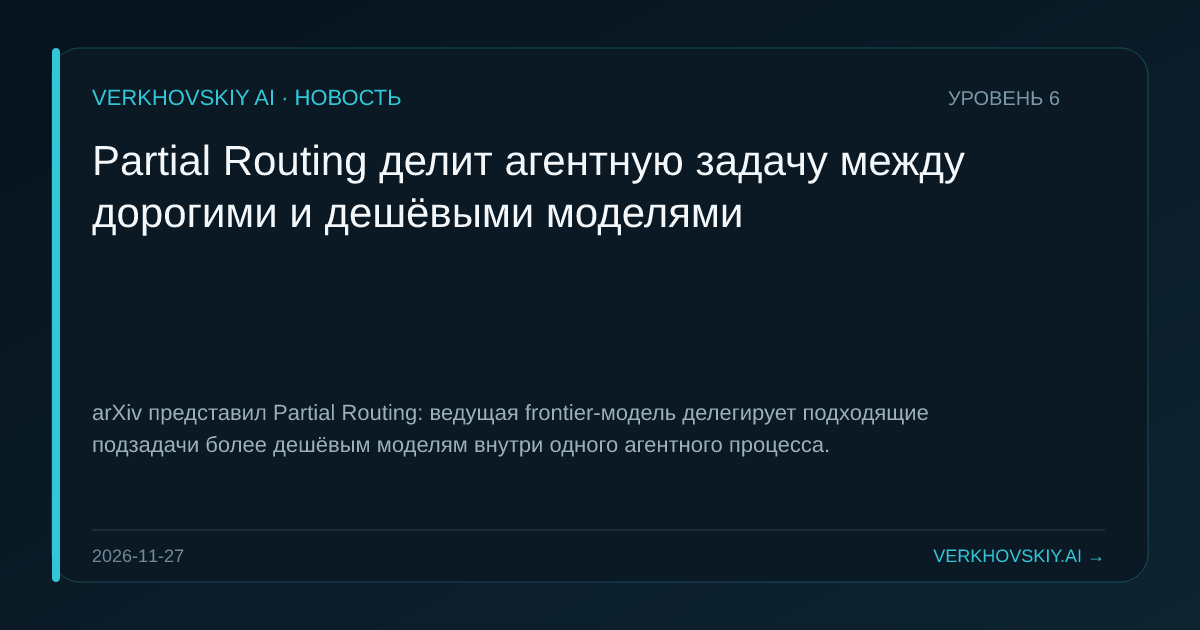 VERKHOVSKIY AI · НОВОСТЬ
УРОВЕНЬ 6
Partial Routing делит агентную задачу между
дорогими и дешёвыми моделями
arXiv представил Partial Routing: ведущая frontier-модель делегирует подходящие
подзадачи более дешёвым моделям внутри одного агентного процесса.
2026-11-27
VERKHOVSKIY.AI →